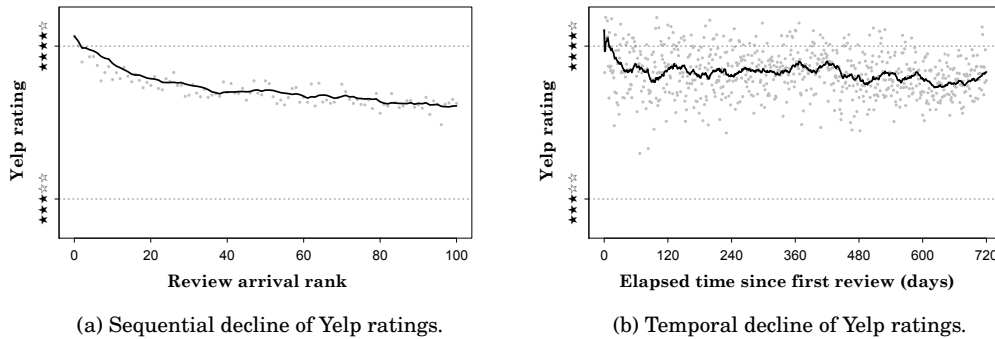 ★★★★☆
★★★☆☆
Yelp rating
0 20 40 60 80 100
Review arrival rank
(a) Sequential decline of Yelp ratings.
★★★★☆
★★★☆☆
Yelp rating
0 120 240 360 480 600 720
Elapsed time since first review (days)
(b) Temporal decline of Yelp ratings.